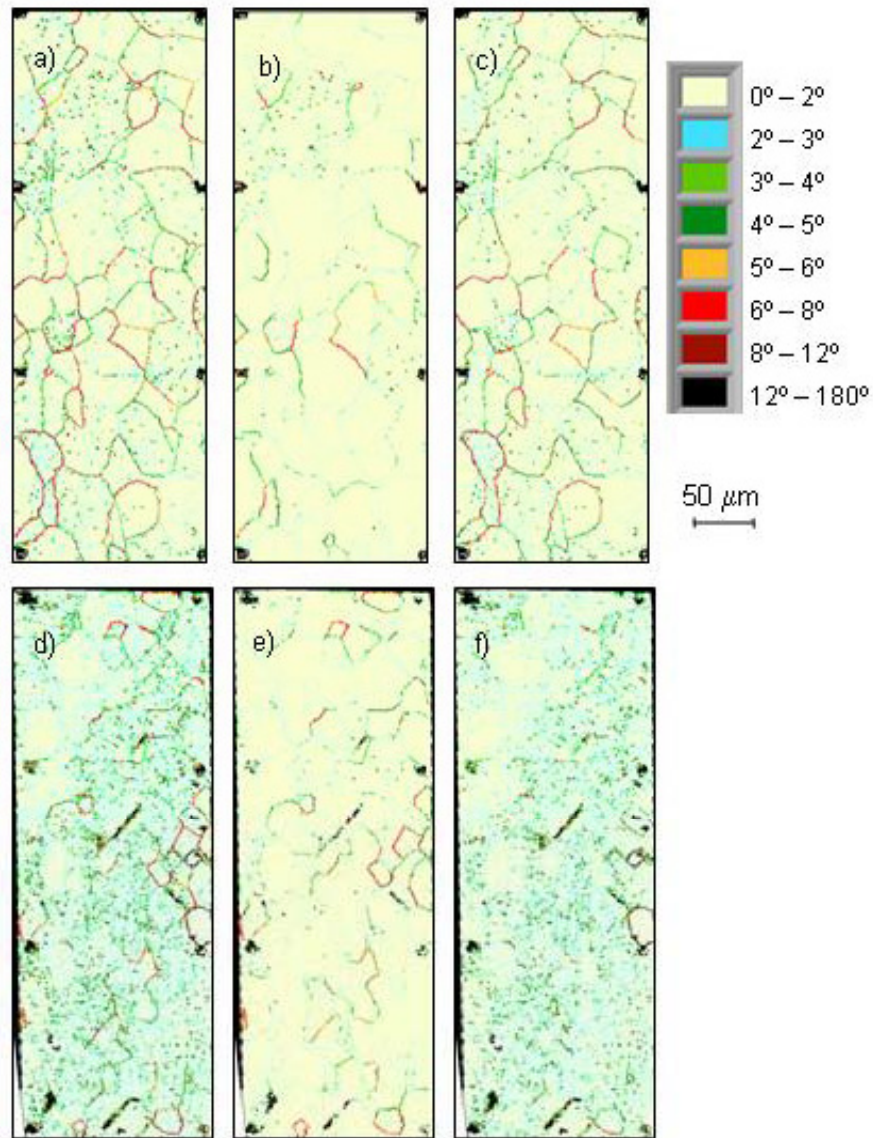 a)
b)
c)
0º – 2º
2º – 3º
3º – 4º
4º – 5º
5º – 6º
6º – 8º
8º – 12º
12º – 180º
50 µm
d)
e)
f)